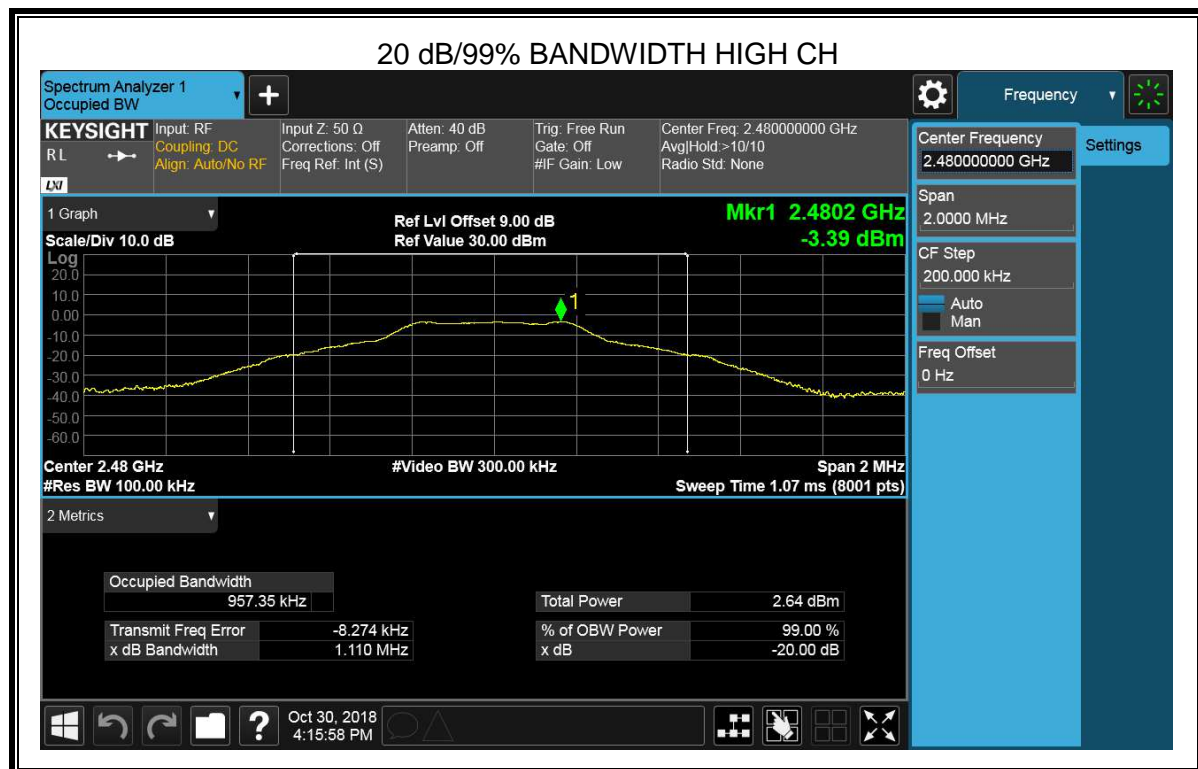 20 dB/99% BANDWIDTH HIGH CH
Spectrum Analyzer 1
Occupied BW
+
Frequency
KEYSIGHT
RL
LXI
Input: RF
Coupling: DC
Align: Auto/No RF
Input Z: 50 Ω
Corrections: Off
Freq Ref: Int (S)
Atten: 40 dB
Preamp: Off
Trig: Free Run
Gate: Off
#IF Gain: Low
Center Freq: 2.480000000 GHz
Avg|Hold:>10/10
Radio Std: None
Center Frequency
2.480000000 GHz
Settings
Span
2.0000 MHz
CF Step
200.000 kHz
Auto
Man
Freq Offset
0 Hz
1 Graph
Scale/Div 10.0 dB
Ref Lvl Offset 9.00 dB
Ref Value 30.00 dBm
Mkr1 2.4802 GHz
-3.39 dBm
Log
20.0
10.0
0.00
-10.0
-20.0
-30.0
-40.0
-50.0
-60.0
1
Center 2.48 GHz
#Video BW 300.00 kHz
Span 2 MHz
#Res BW 100.00 kHz
Sweep Time 1.07 ms (8001 pts)
2 Metrics
Occupied Bandwidth
957.35 kHz
Total Power 2.64 dBm
Transmit Freq Error -8.274 kHz
% of OBW Power 99.00 %
x dB Bandwidth 1.110 MHz
x dB -20.00 dB
?
Oct 30, 2018
4:15:58 PM